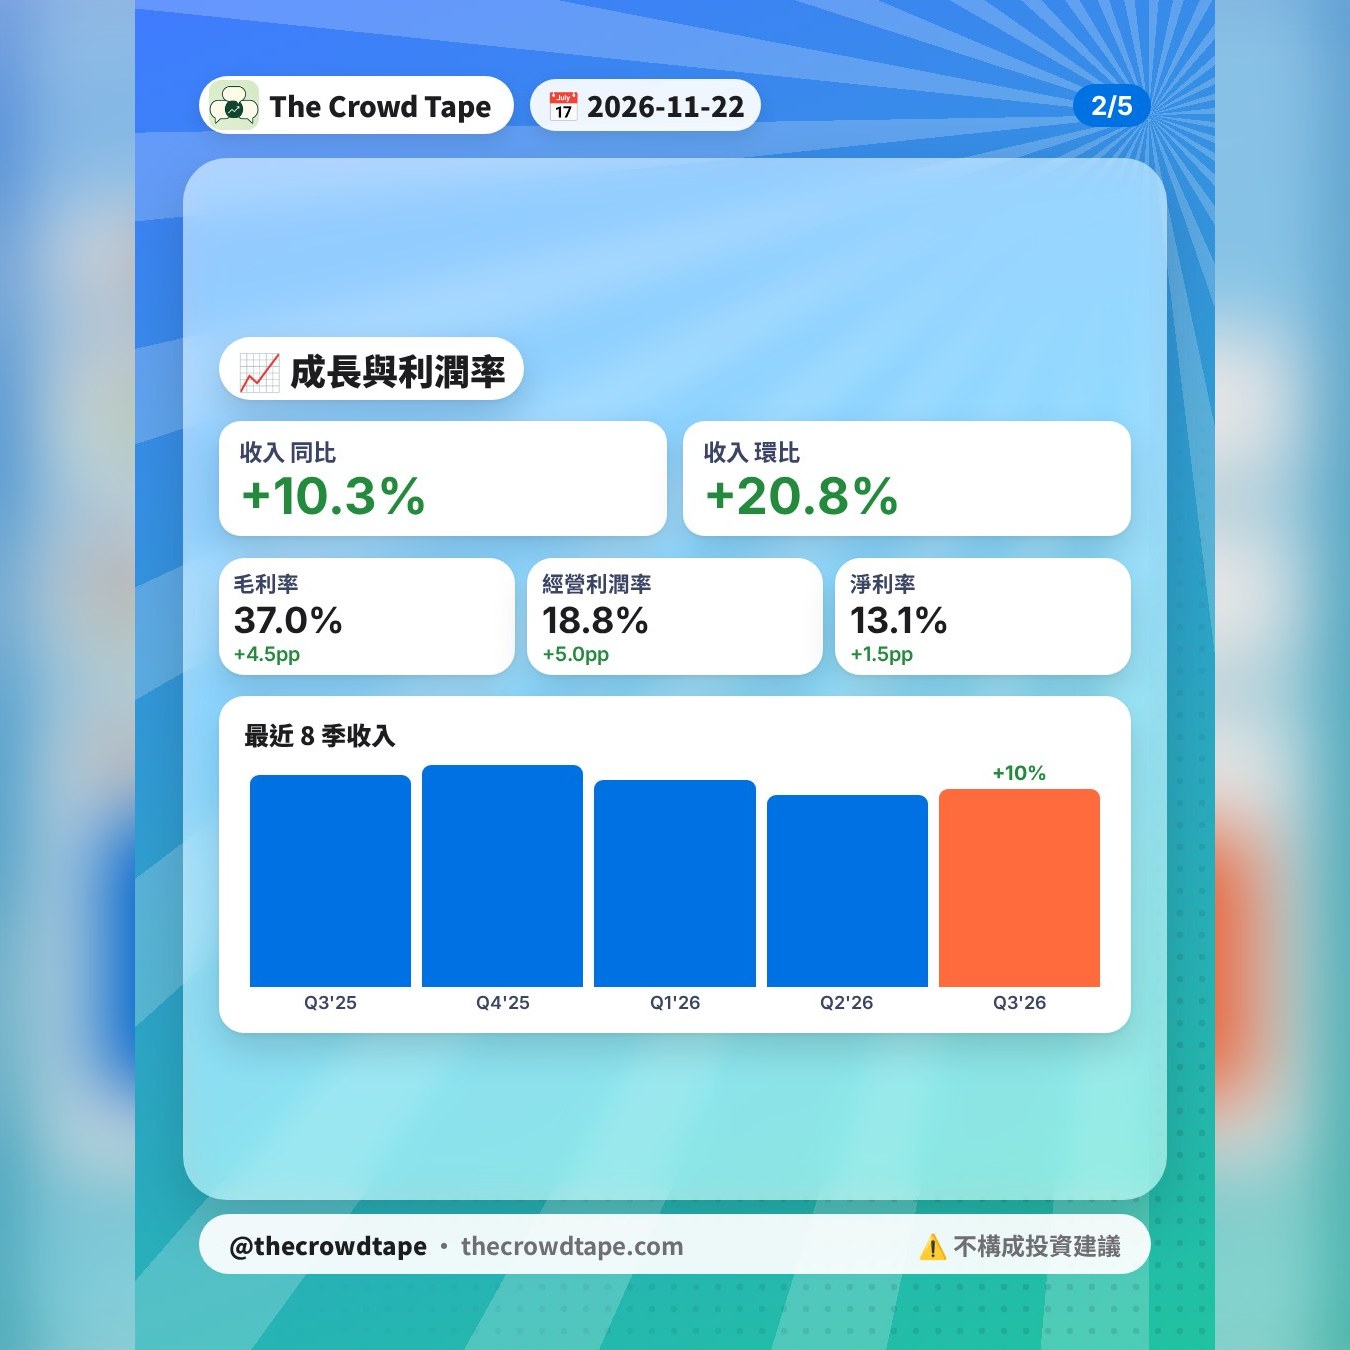 The Crowd Tape
📅 2026-11-22
2/5
📈 成長與利潤率
收入 同比
+10.3%
收入 環比
+20.8%
毛利率
37.0%
+4.5pp
經營利潤率
18.8%
+5.0pp
淨利率
13.1%
+1.5pp
最近 8 季收入
+10%
Q3'25
Q4'25
Q1'26
Q2'26
Q3'26
@thecrowdtape • thecrowdtape.com
⚠️ 不構成投資建議